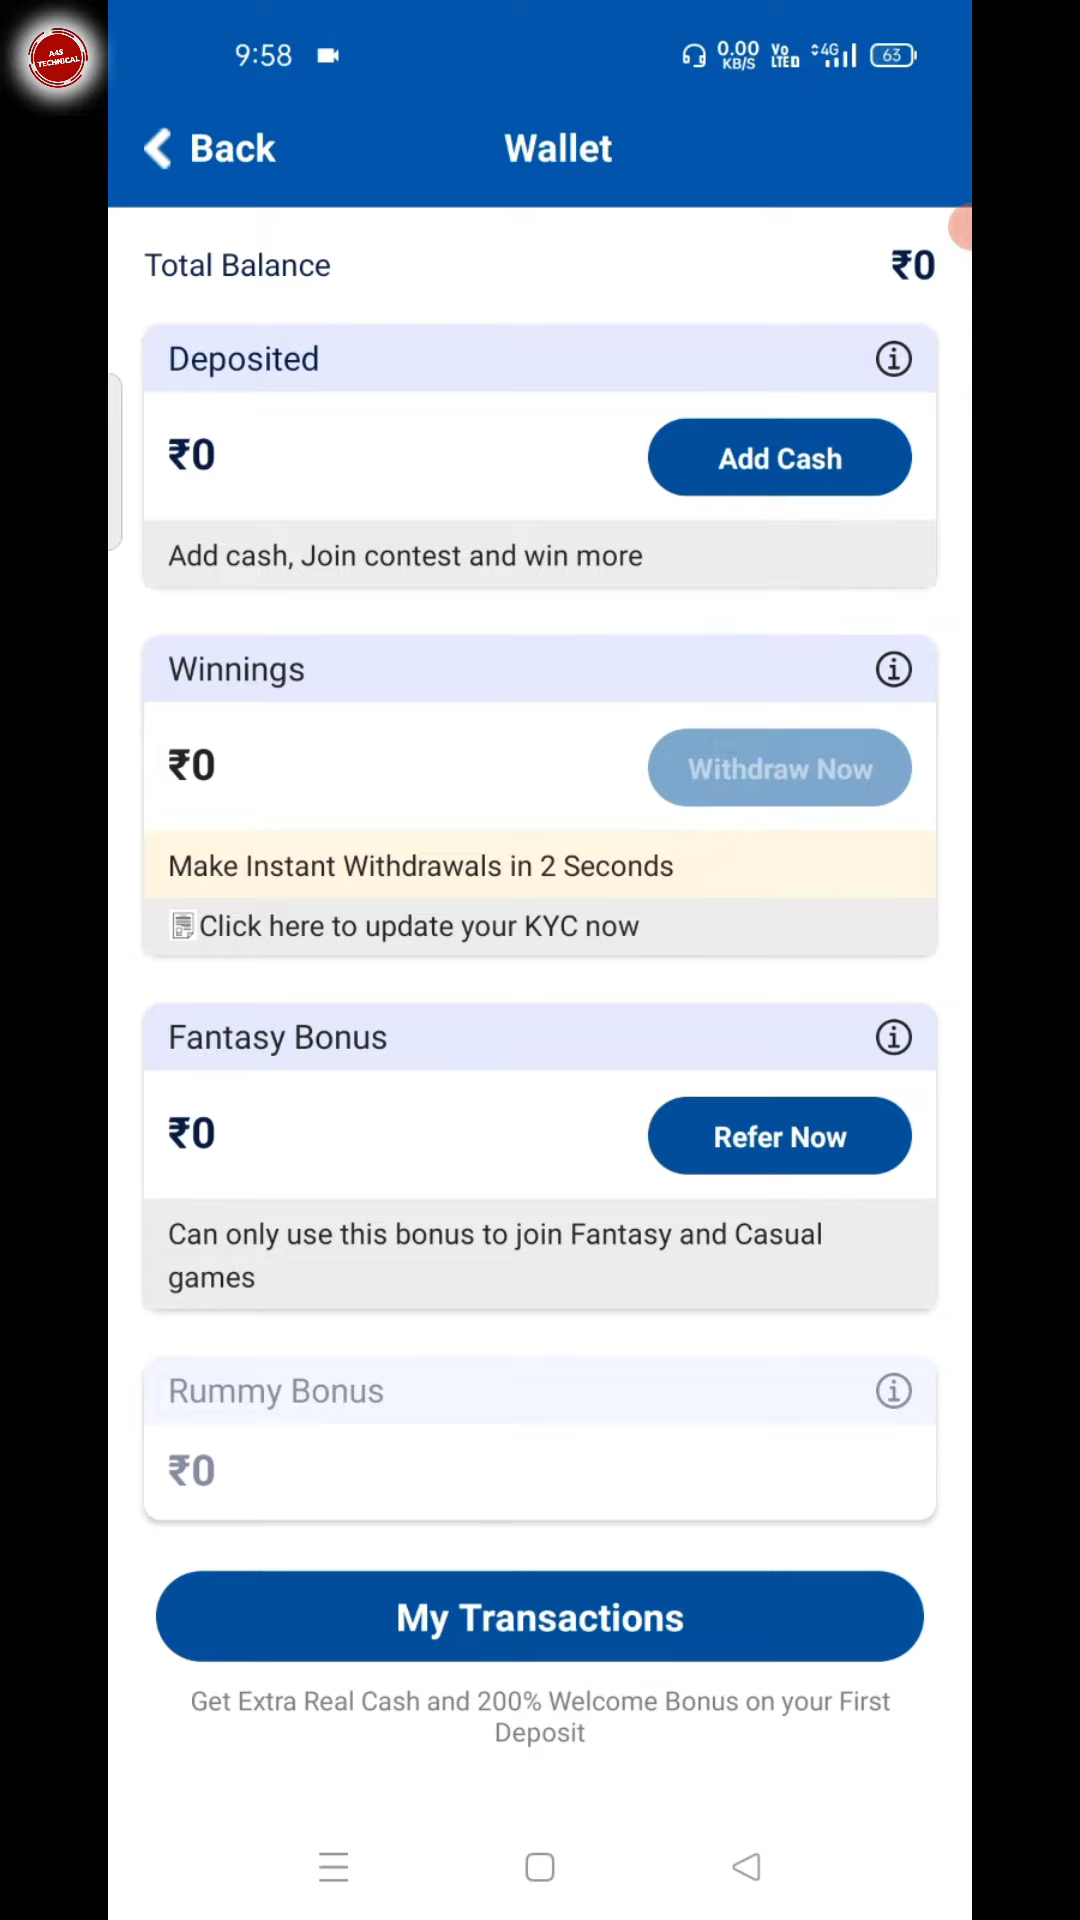 A4S
TECHNICAL
9:58
0.00
KB/S
Vo
LTE
4G
63
Back
Wallet
Total Balance
₹0
Deposited
₹0
Add Cash
Add cash, Join contest and win more
Winnings
₹0
Withdraw Now
Make Instant Withdrawals in 2 Seconds
Click here to update your KYC now
Fantasy Bonus
₹0
Refer Now
Can only use this bonus to join Fantasy and Casual
games
Rummy Bonus
₹0
My Transactions
Get Extra Real Cash and 200% Welcome Bonus on your First
Deposit